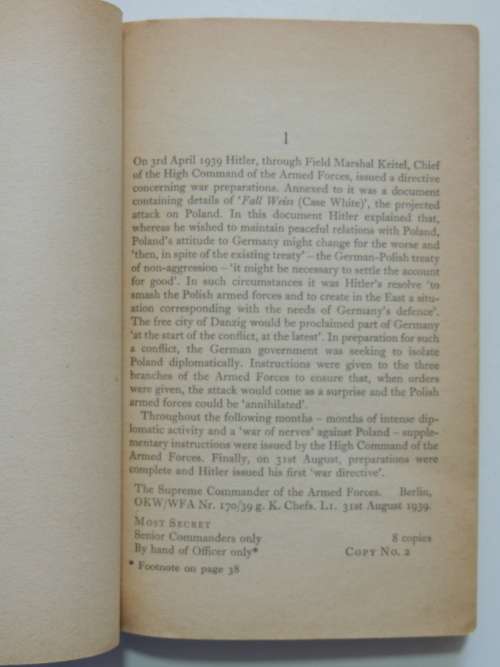 1
On 3rd April 1939 Hitler, through Field Marshal Keitel, Chief
of the High Command of the Armed Forces, issued a directive
concerning war preparations. Annexed to it was a document
containing details of 'Fall Weiss (Case White)', the projected
attack on Poland. In this document Hitler explained that,
whereas he wished to maintain peaceful relations with Poland,
Poland's attitude to Germany might change for the worse and
'then, in spite of the existing treaty' – the German-Polish treaty
of non-aggression – 'it might be necessary to settle the account
for good'. In such circumstances it was Hitler's resolve 'to
smash the Polish armed forces and to create in the East a situ-
ation corresponding with the needs of Germany's defence'.
The free city of Danzig would be proclaimed part of Germany
'at the start of the conflict, at the latest'. In preparation for such
a conflict, the German government was seeking to isolate
Poland diplomatically. Instructions were given to the three
branches of the Armed Forces to ensure that, when orders
were given, the attack would come as a surprise and the Polish
armed forces could be 'annihilated'.
Throughout the following months – months of intense dip-
lomatic activity and a 'war of nerves' against Poland – supple-
mentary instructions were issued by the High Command of the
Armed Forces. Finally, on 31st August, preparations were
complete and Hitler issued his first 'war directive'.
The Supreme Commander of the Armed Forces. Berlin,
OKW/WFA Nr. 170/39 g. K. Chefs. L1. 31st August 1939.
MOST SECRET
Senior Commanders only 8 copies
By hand of Officer only* COPY NO. 2
* Footnote on page 38